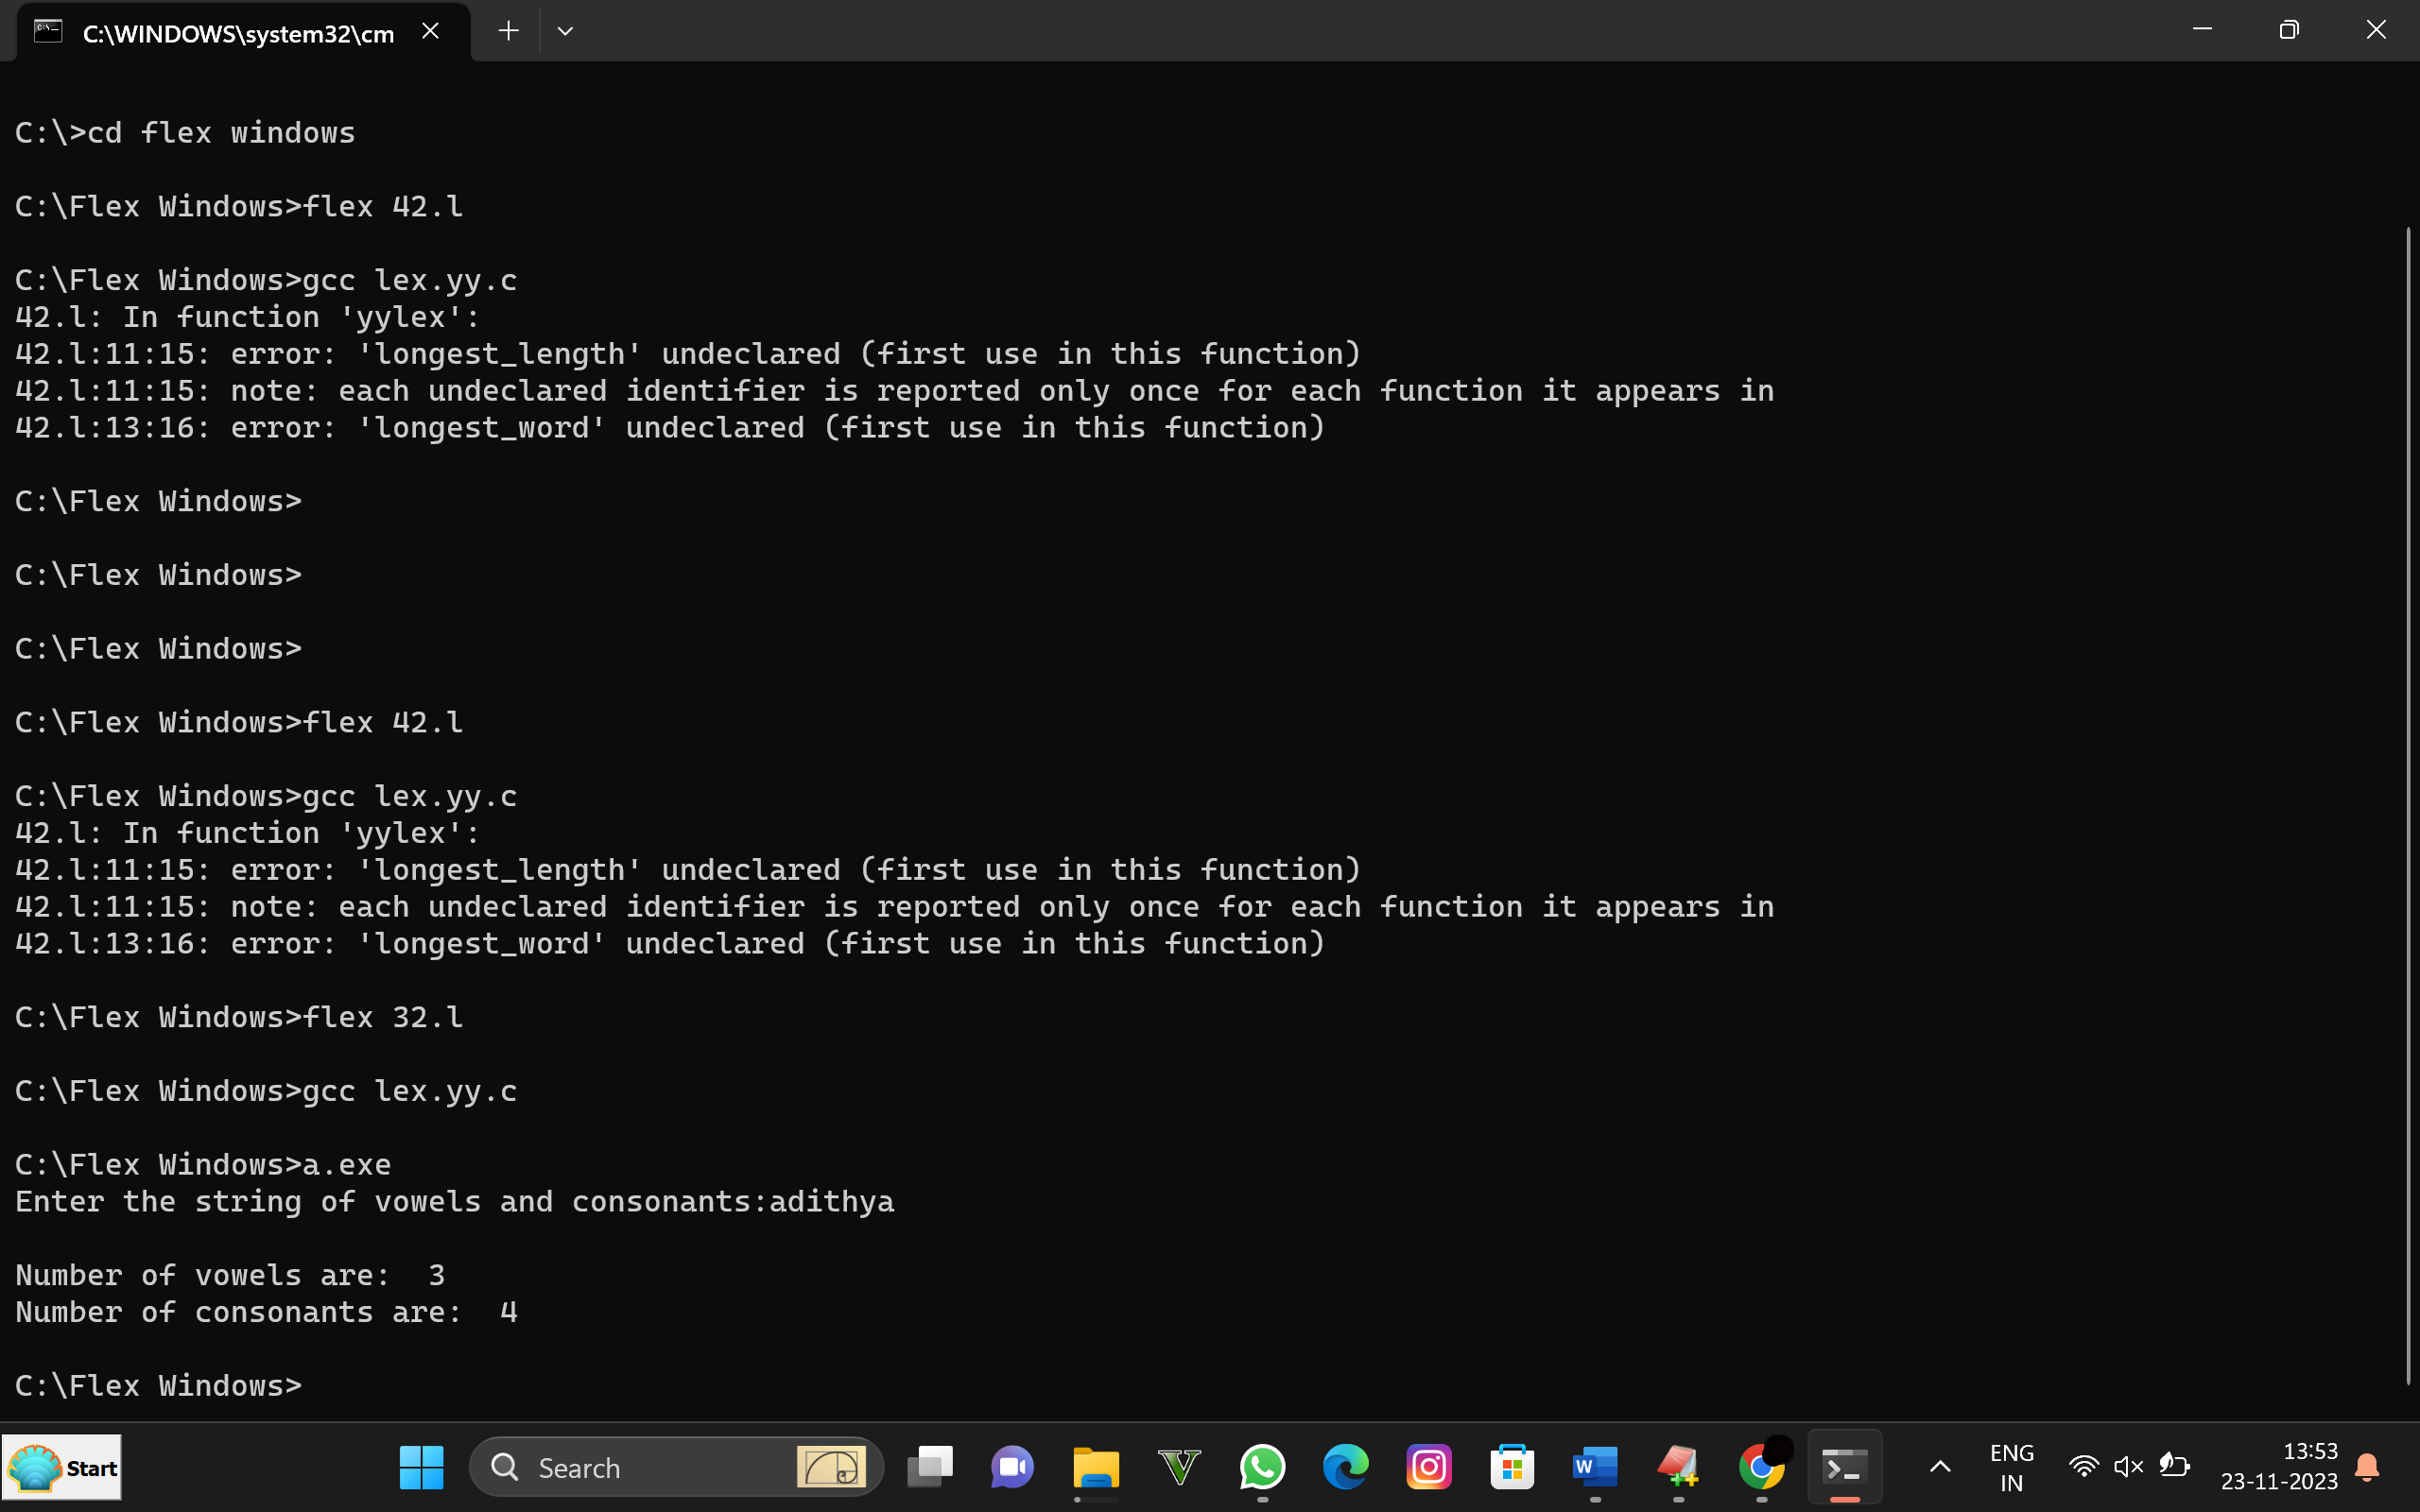 C:\WINDOWS\system32\cm
C:\>cd flex windows
C:\Flex Windows>flex 42.l
C:\Flex Windows>gcc lex.yy.c
42.l: In function 'yylex':
42.l:11:15: error: 'longest_length' undeclared (first use in this function)
42.l:11:15: note: each undeclared identifier is reported only once for each function it appears in
42.l:13:16: error: 'longest_word' undeclared (first use in this function)
C:\Flex Windows>
C:\Flex Windows>
C:\Flex Windows>
C:\Flex Windows>flex 42.l
C:\Flex Windows>gcc lex.yy.c
42.l: In function 'yylex':
42.l:11:15: error: 'longest_length' undeclared (first use in this function)
42.l:11:15: note: each undeclared identifier is reported only once for each function it appears in
42.l:13:16: error: 'longest_word' undeclared (first use in this function)
C:\Flex Windows>flex 32.l
C:\Flex Windows>gcc lex.yy.c
C:\Flex Windows>a.exe
Enter the string of vowels and consonants:adithya
Number of vowels are:  3
Number of consonants are:  4
C:\Flex Windows>
Start
Search
W
ENG
IN
13:53
23-11-2023